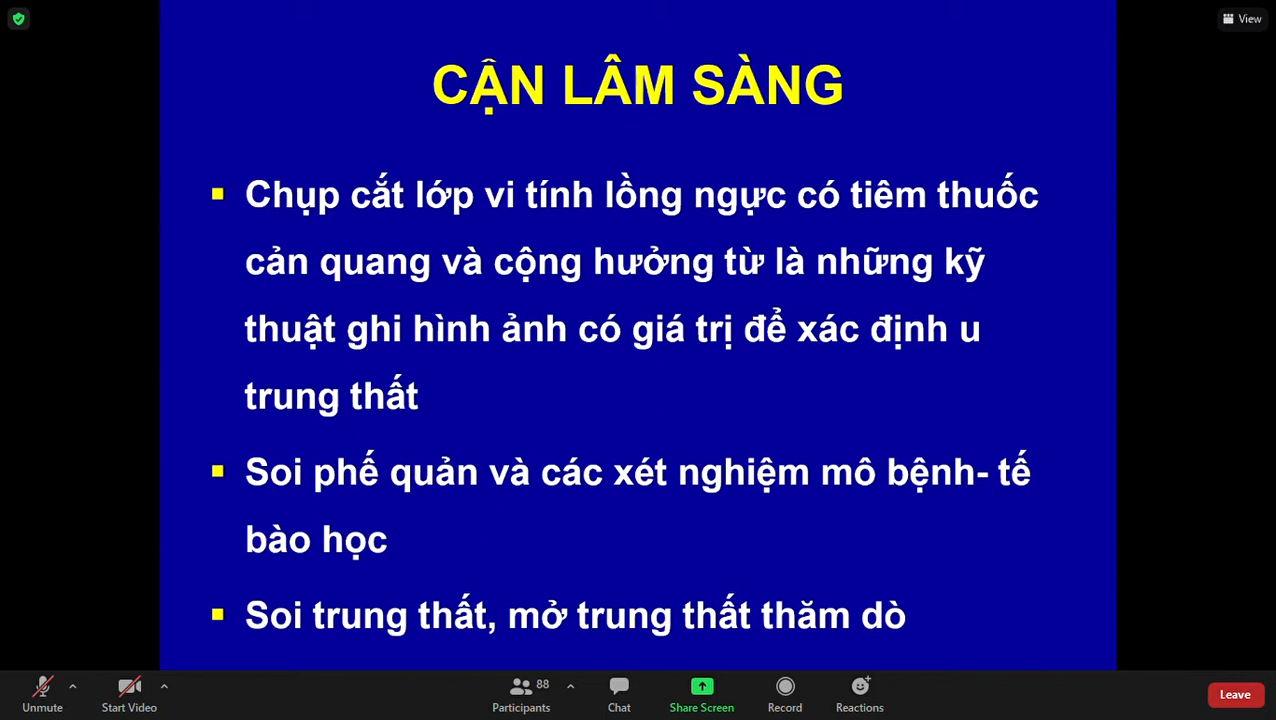 View
CẬN LÂM SÀNG
Chụp cắt lớp vi tính lồng ngực có tiêm thuốc
cản quang và cộng hưởng từ là những kỹ
thuật ghi hình ảnh có giá trị để xác định u
trung thất
Soi phế quản và các xét nghiệm mô bệnh- tế
bào học
Soi trung thất, mở trung thất thăm dò
88
Unmute Start Video Participants Chat Share Screen Record Reactions Leave